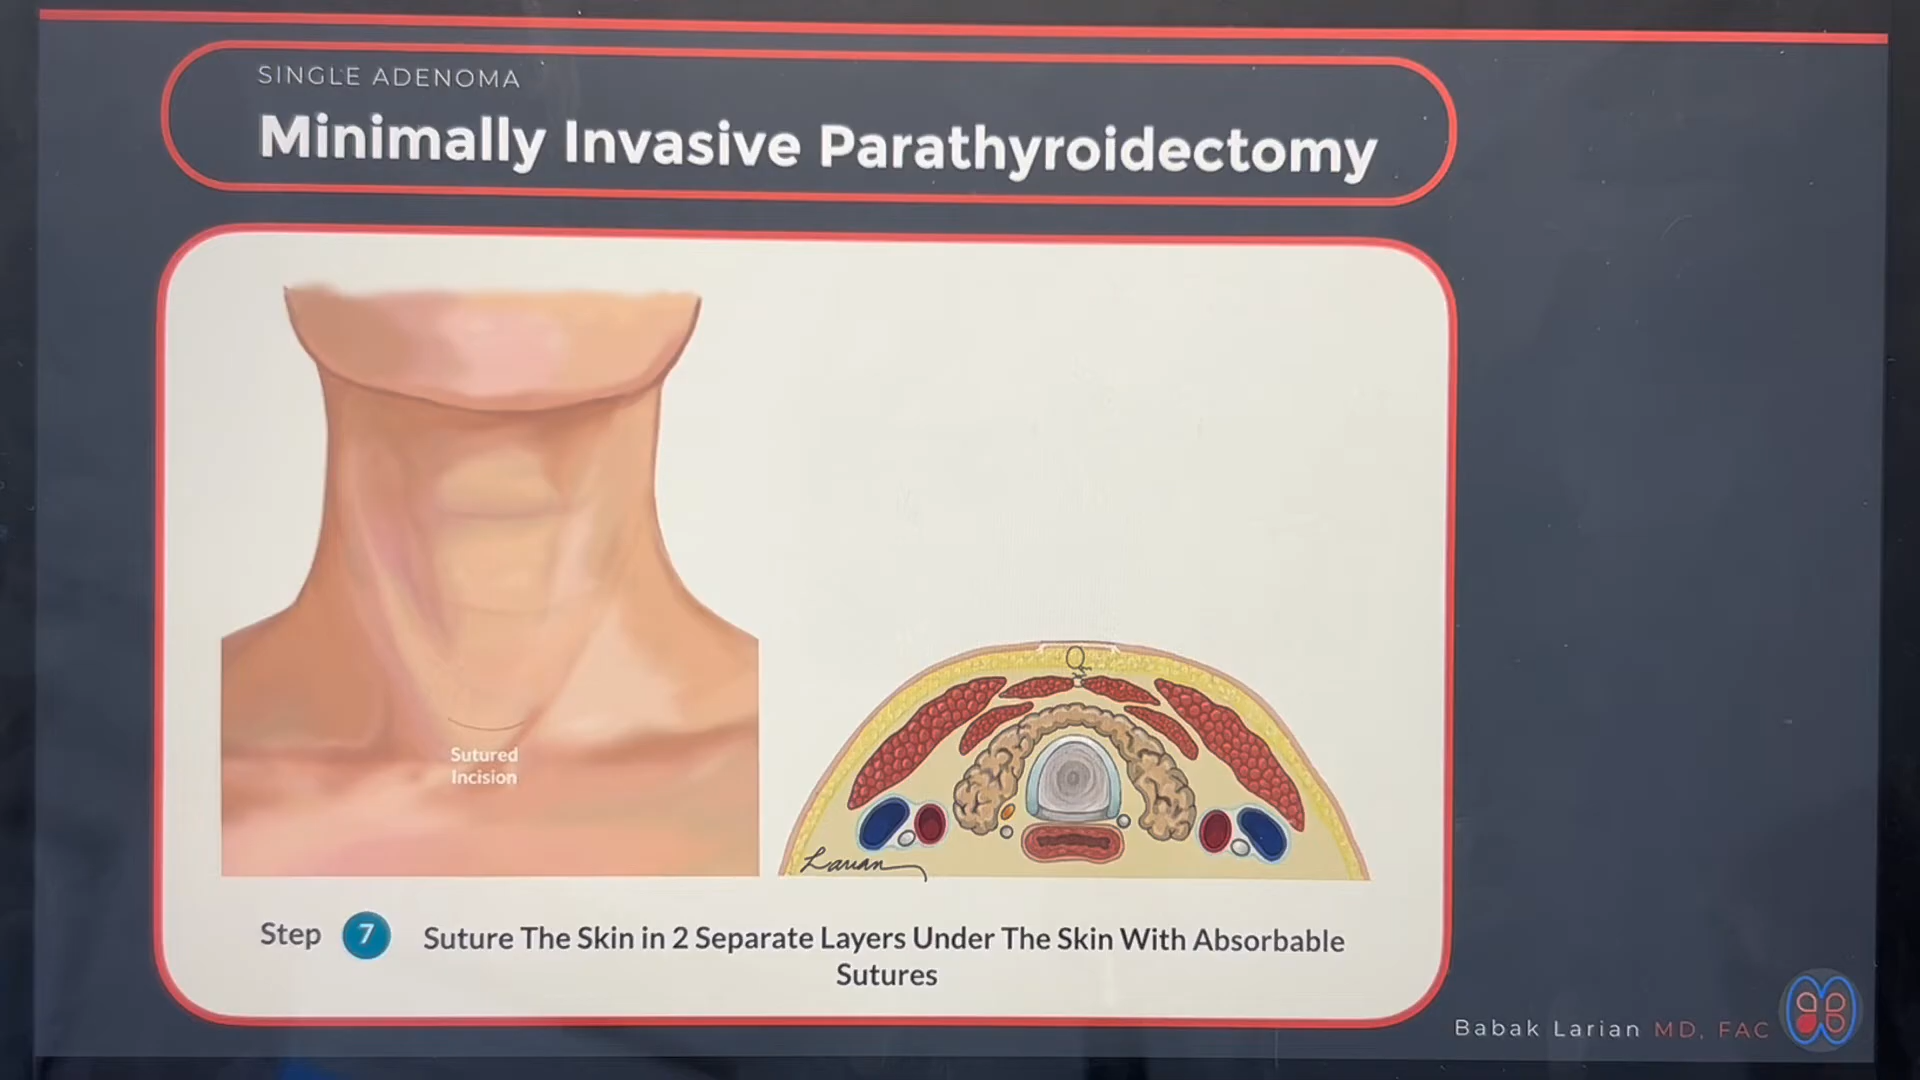 SINGLE ADENOMA
Minimally Invasive Parathyroidectomy
Sutured
Incision
Larian
Step 7 Suture The Skin in 2 Separate Layers Under The Skin With Absorbable
Sutures
Babak Larian MD, FAC